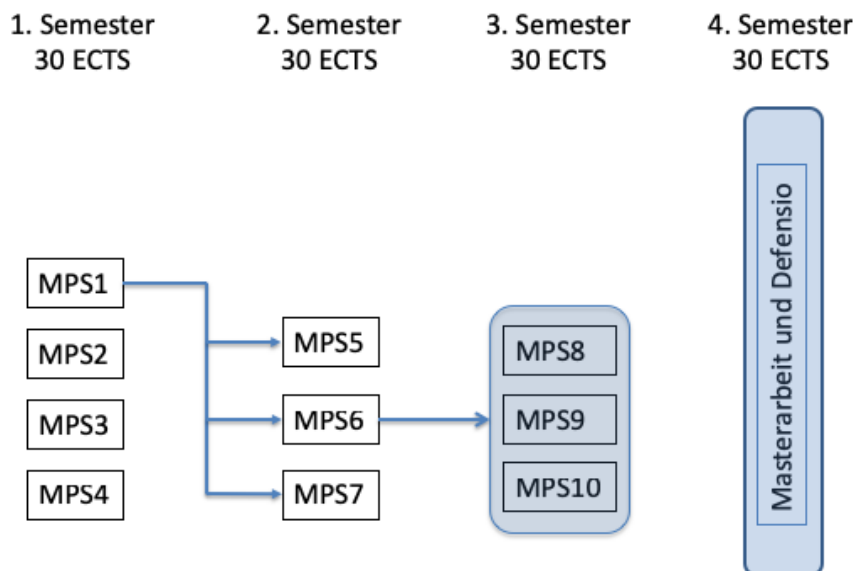 1. Semester
30 ECTS
2. Semester
30 ECTS
3. Semester
30 ECTS
4. Semester
30 ECTS
MPS1
MPS2
MPS3
MPS4
MPS5
MPS6
MPS7
MPS8
MPS9
MPS10
Masterarbeit und Defensio